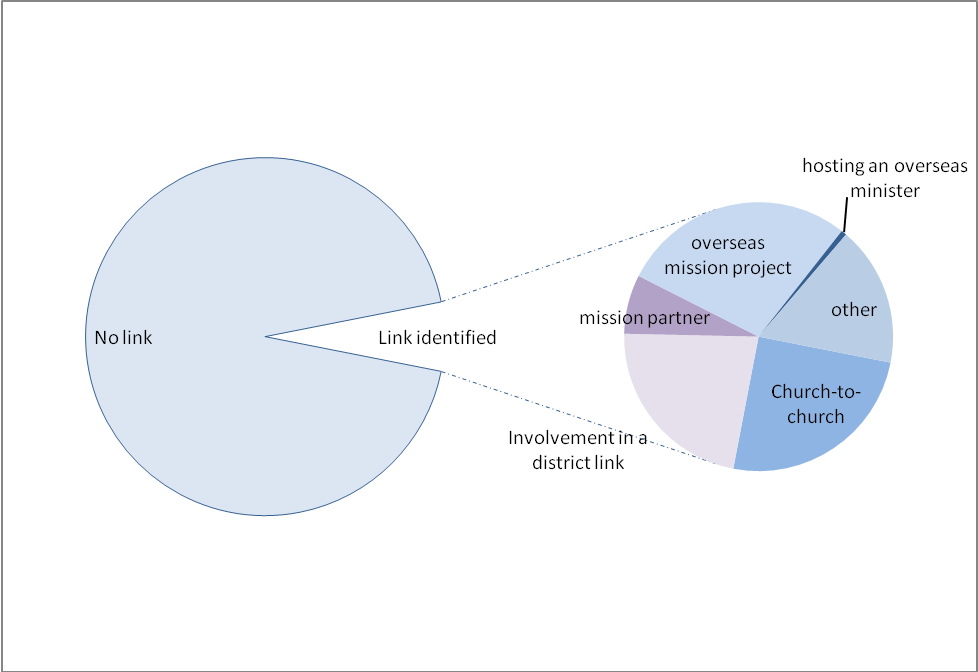 hosting an overseas
minister
overseas
mission project
other
mission partner
No link
Link identified
Church-to-
church
Involvement in a
district link